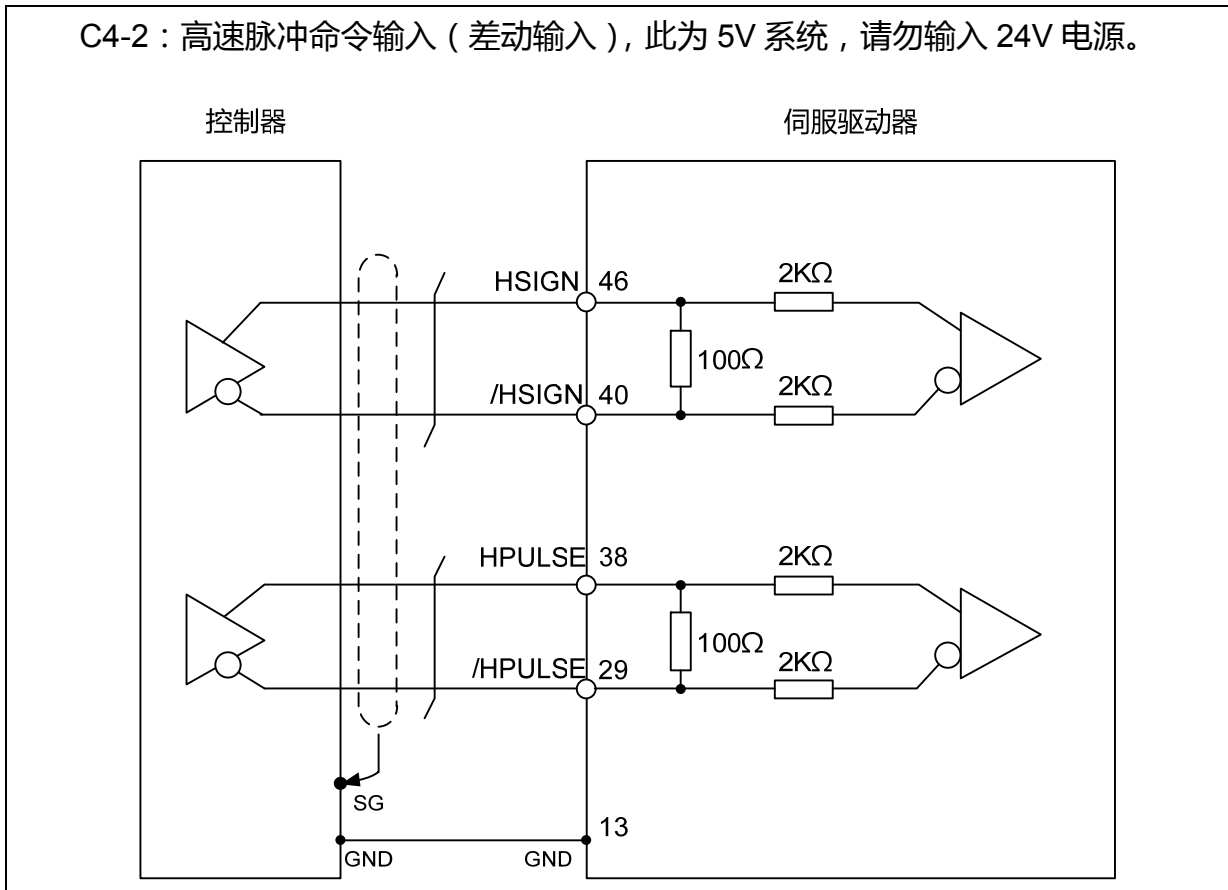 C4-2：高速脉冲命令输入（差动输入），此为 5V 系统，请勿输入 24V 电源。
控制器
伺服驱动器
HSIGN 46
2KΩ
100Ω
/HSIGN 40
2KΩ
HPULSE 38
2KΩ
100Ω
/HPULSE 29
2KΩ
SG
13
GND
GND